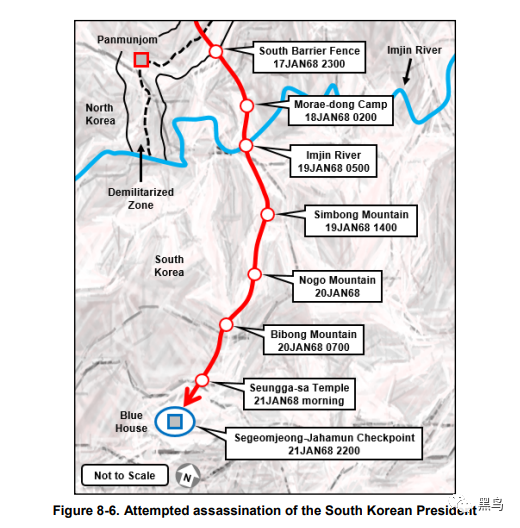 Panmunjom
South Barrier Fence
17JAN68 2300
Imjin River
Morae-dong Camp
18JAN68 0200
North
Korea
Imjin River
19JAN68 0500
Demilitarized
Zone
Simbong Mountain
19JAN68 1400
South
Korea
Nogo Mountain
20JAN68
Bibong Mountain
20JAN68 0700
Seungga-sa Temple
21JAN68 morning
Blue
House
Segeomjeong-Jahamun Checkpoint
21JAN68 2200
Not to Scale
N
黑鸟
Figure 8-6. Attempted assassination of the South Korean President